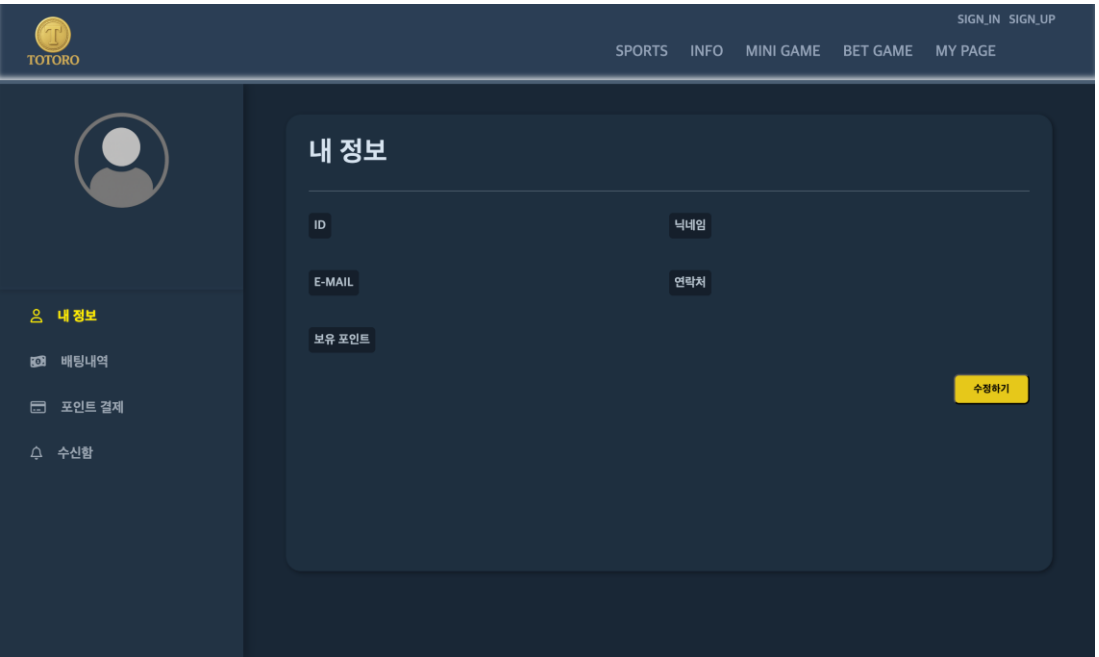 SIGN_IN SIGN_UP
T
TOTORO
SPORTS INFO MINI GAME BET GAME MY PAGE
내 정보
배팅내역
포인트 결제
수신함
내 정보
ID
닉네임
E-MAIL
연락처
보유 포인트
수정하기